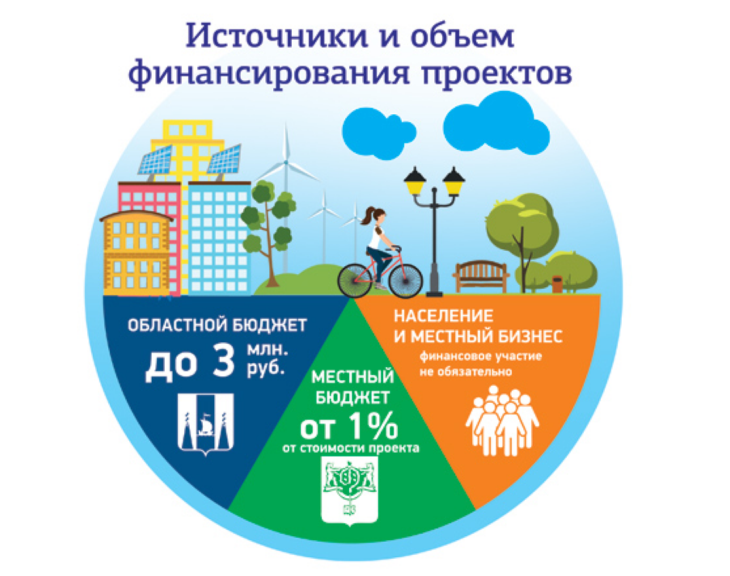 Источники и объем
финансирования проектов
ОБЛАСТНОЙ БЮДЖЕТ
до 3 млн.
руб.
МЕСТНЫЙ
БЮДЖЕТ
от 1%
от стоимости проекта
НАСЕЛЕНИЕ
И МЕСТНЫЙ БИЗНЕС
финансовое участие
не обязательно